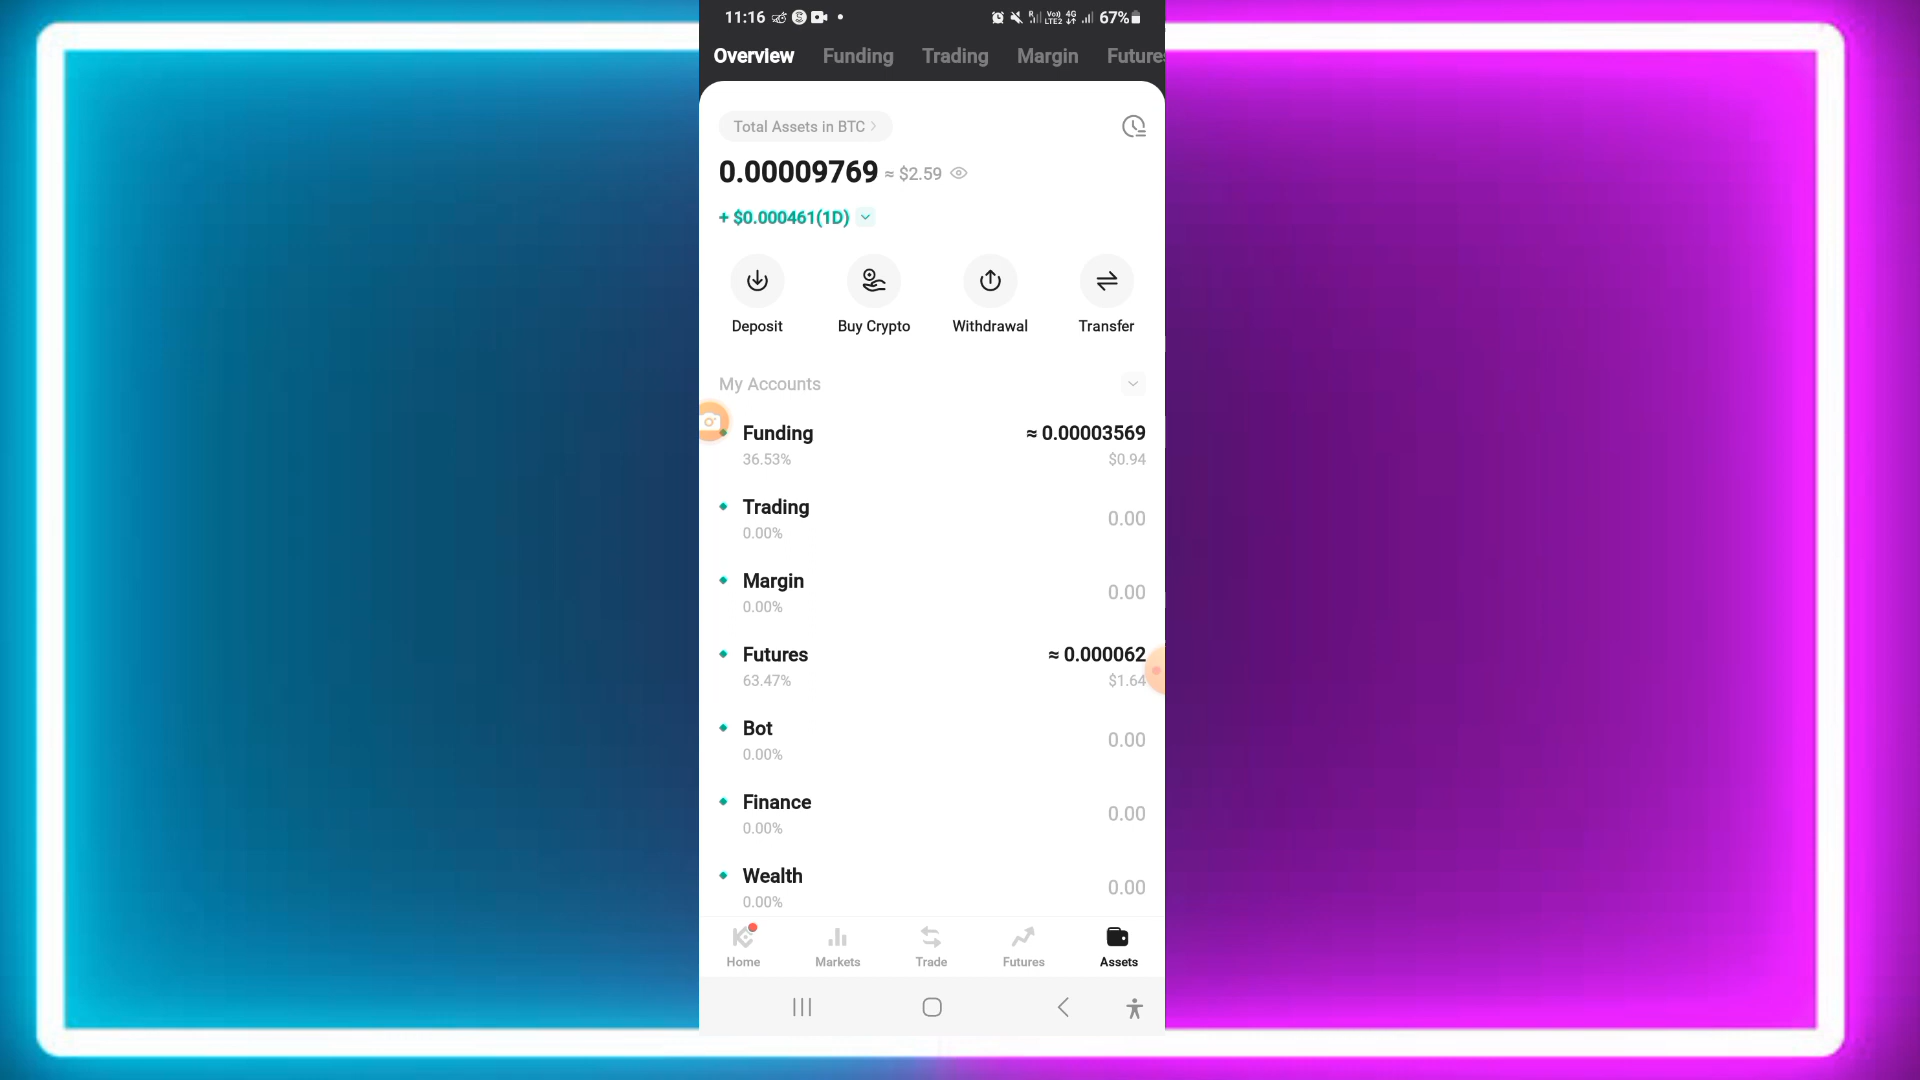 11:16
67%
Overview Funding Trading Margin Future
Total Assets in BTC
0.00009769 ≈ $2.59
+ $0.000461(1D)
Deposit Buy Crypto Withdrawal Transfer
My Accounts
Funding ≈ 0.00003569
36.53% $0.94
Trading 0.00
0.00%
Margin 0.00
0.00%
Futures ≈ 0.000062
63.47% $1.64
Bot 0.00
0.00%
Finance 0.00
0.00%
Wealth 0.00
0.00%
Home Markets Trade Futures Assets